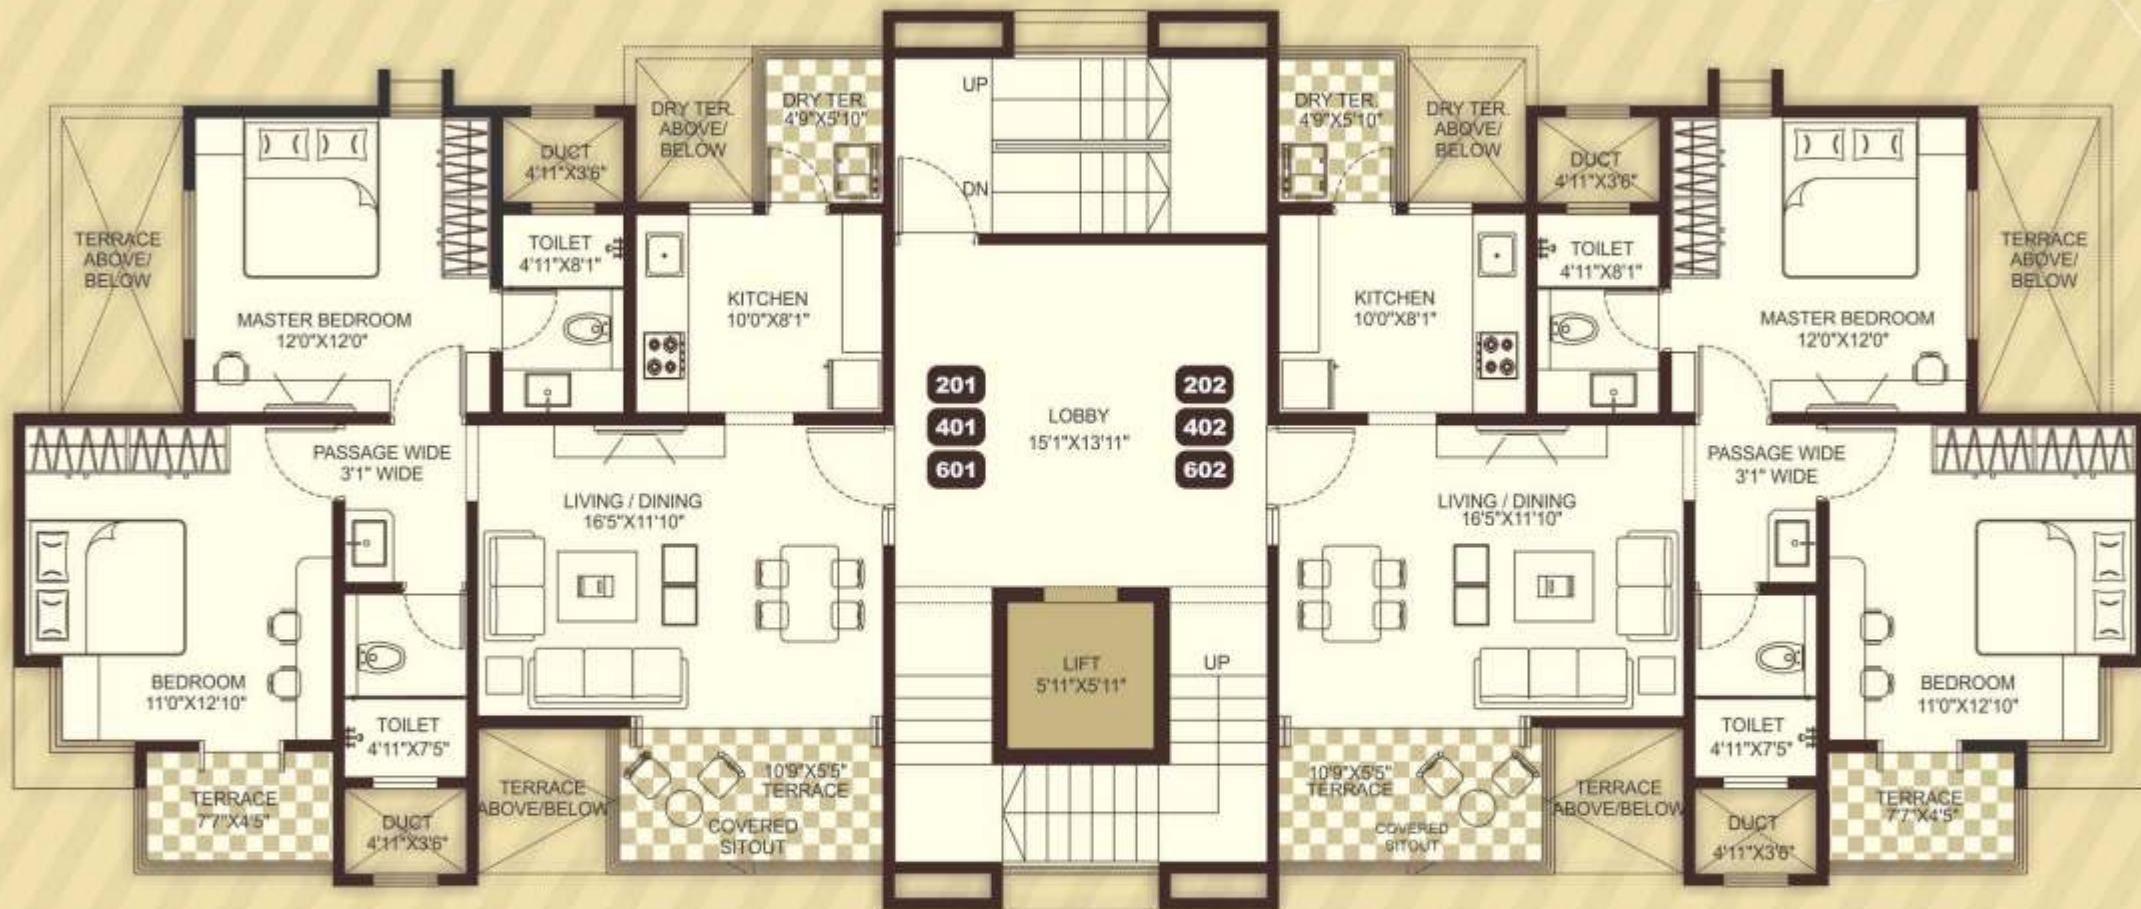 UP
DN
DRY TER.
ABOVE/
BELOW
DRY TER.
4'9"X5'10"
DRY TER.
4'9"X5'10"
DRY TER.
ABOVE/
BELOW
DUCT
4'11"X3'6"
DUCT
4'11"X3'6"
TERRACE
ABOVE/
BELOW
TOILET
4'11"X8'1"
TOILET
4'11"X8'1"
TERRACE
ABOVE/
BELOW
MASTER BEDROOM
12'0"X12'0"
KITCHEN
10'0"X8'1"
KITCHEN
10'0"X8'1"
MASTER BEDROOM
12'0"X12'0"
201
401
601
LOBBY
15'1"X13'11"
202
402
602
PASSAGE WIDE
3'1" WIDE
LIVING / DINING
16'5"X11'10"
LIVING / DINING
16'5"X11'10"
PASSAGE WIDE
3'1" WIDE
BEDROOM
11'0"X12'10"
LIFT
5'11"X5'11"
UP
BEDROOM
11'0"X12'10"
TOILET
4'11"X7'5"
TOILET
4'11"X7'5"
TERRACE
7'7"X4'5"
DUCT
4'11"X3'6"
TERRACE
ABOVE/BELOW
10'9"X5'5"
TERRACE
COVERED
SITOUT
10'9"X5'5"
TERRACE
COVERED
SITOUT
TERRACE
ABOVE/BELOW
DUCT
4'11"X3'6"
TERRACE
7'7"X4'5"